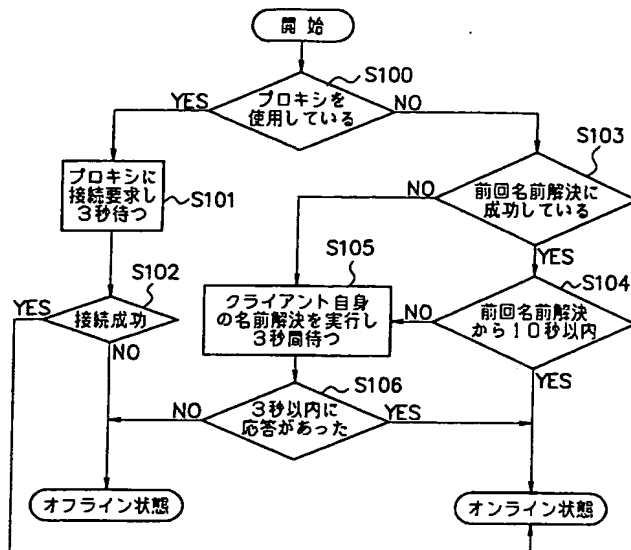 開始
S100
プロキシを
使用している
YES
NO
S103
プロキシに
接続要求し
3秒待つ
S101
前回名前解決に
成功している
NO
YES
S105
S104
S102
クライアント自身
の名前解決を実行し
3秒間待つ
前回名前解決
から10秒以内
NO
YES
接続成功
YES
NO
S106
3秒以内に
応答があった
NO
YES
オフライン状態
オンライン状態